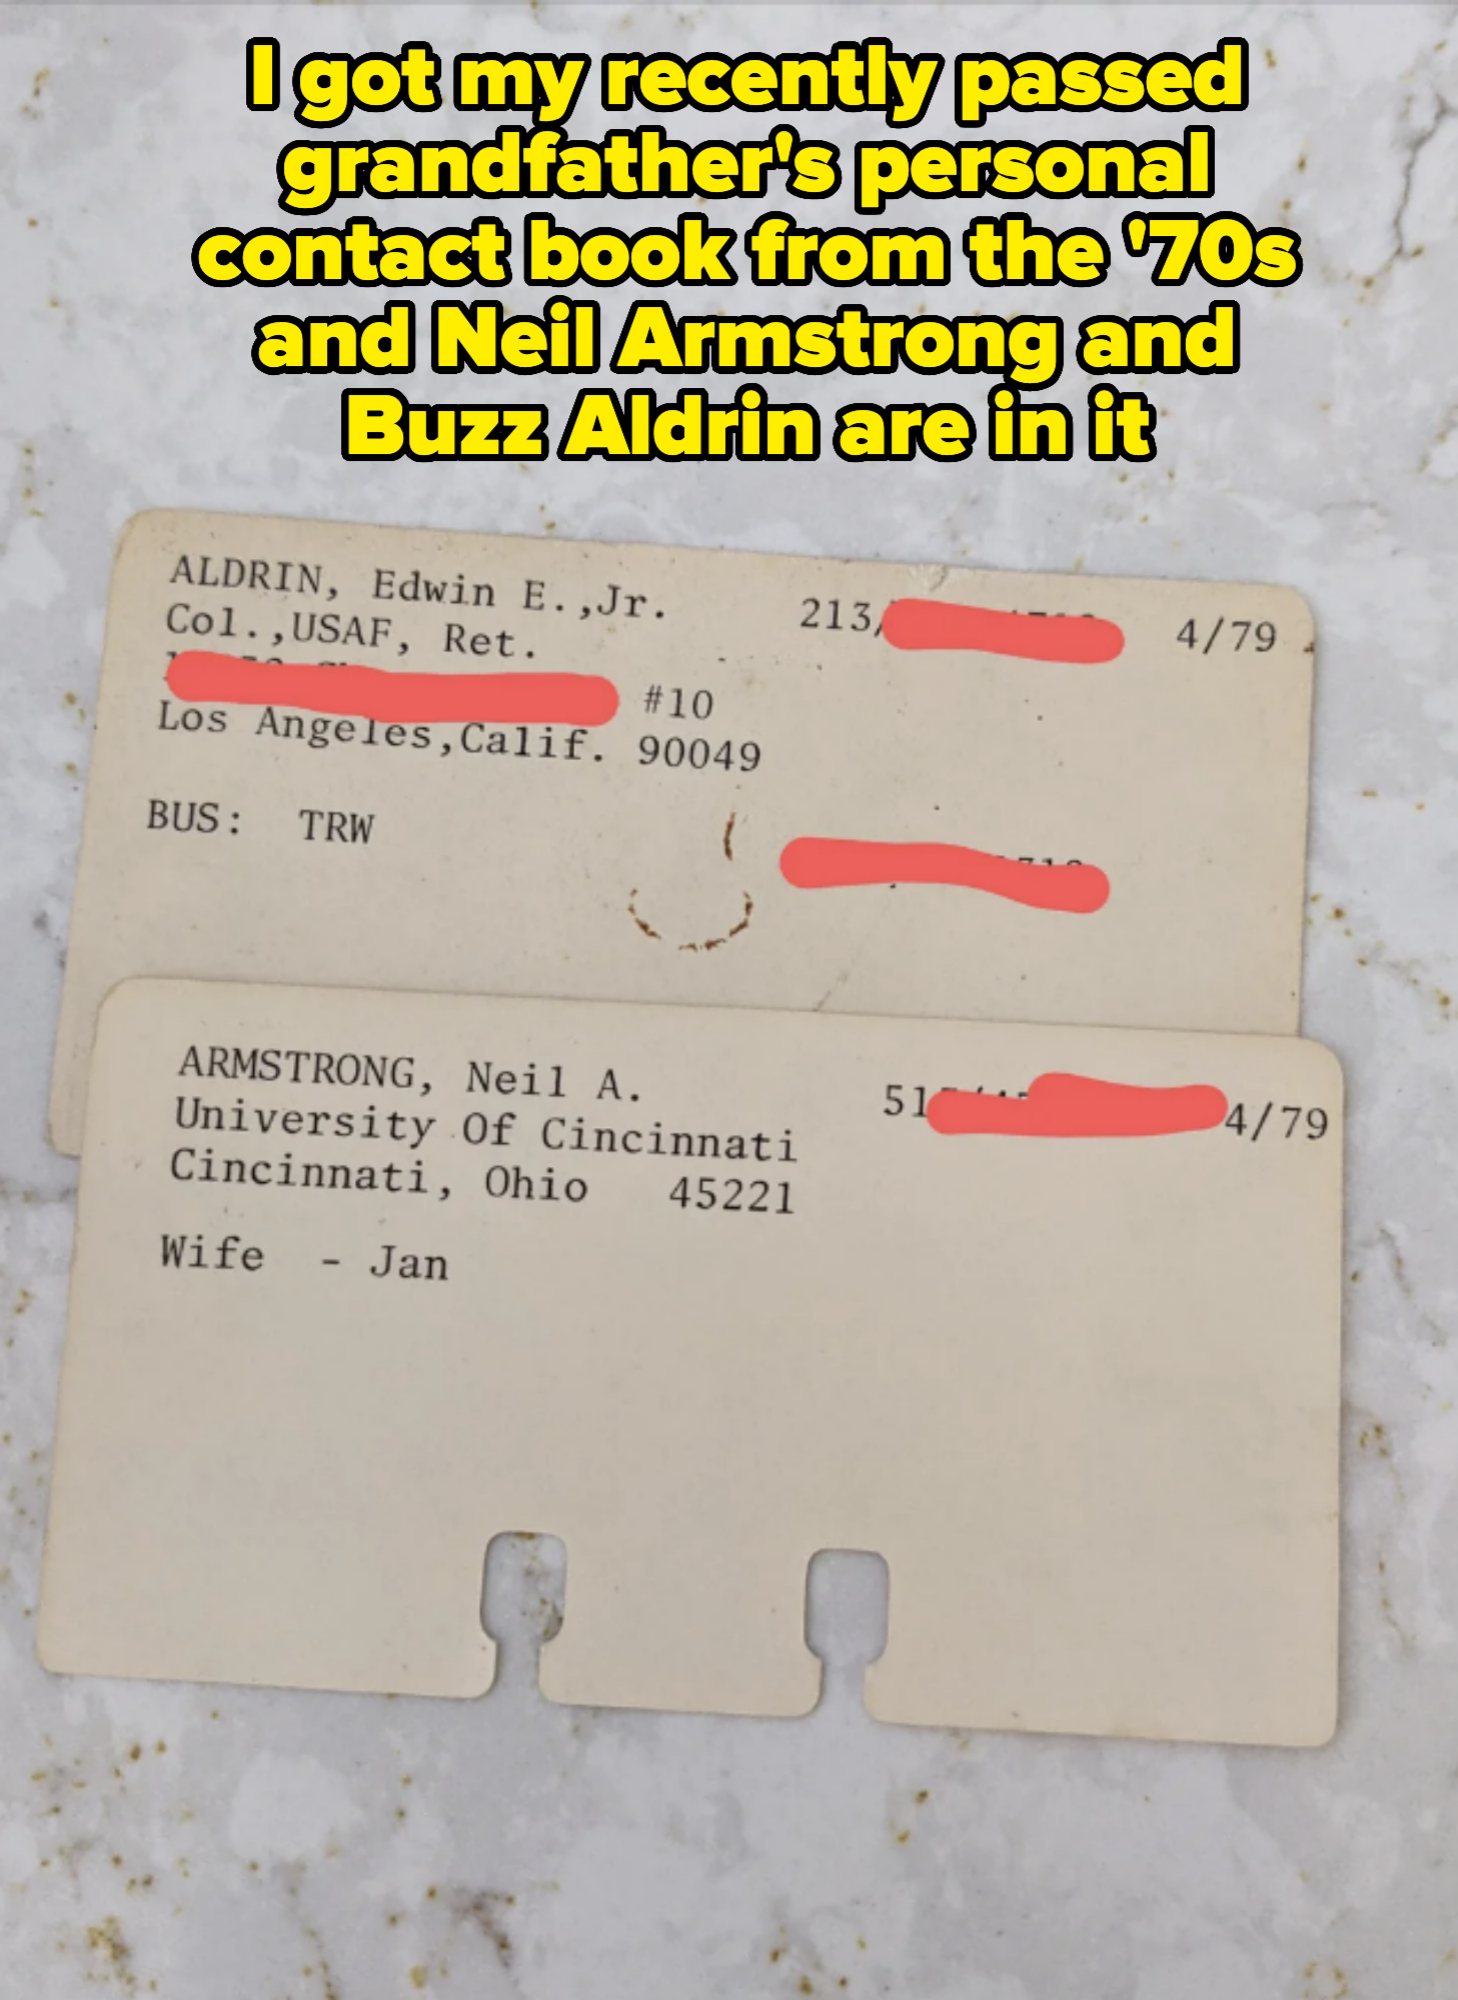 I got my recently passed
grandfather's personal
contact book from the '70s
and Neil Armstrong and
Buzz Aldrin are in it
ALDRIN, Edwin E.,Jr. 213/ 4/79
Col.,USAF, Ret.
#10
Los Angeles,Calif. 90049
BUS: TRW
ARMSTRONG, Neil A. 51 4/79
University Of Cincinnati
Cincinnati, Ohio 45221
Wife - Jan